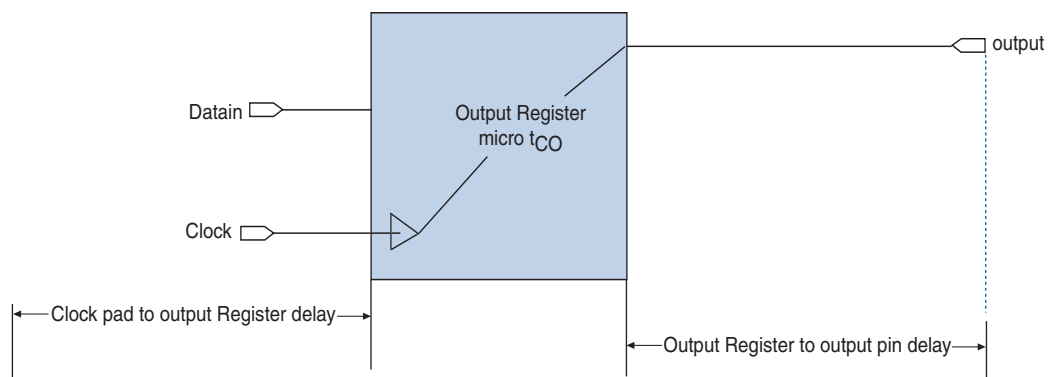 output
Datain
Output Register
micro tCO
Clock
Clock pad to output Register delay
Output Register to output pin delay